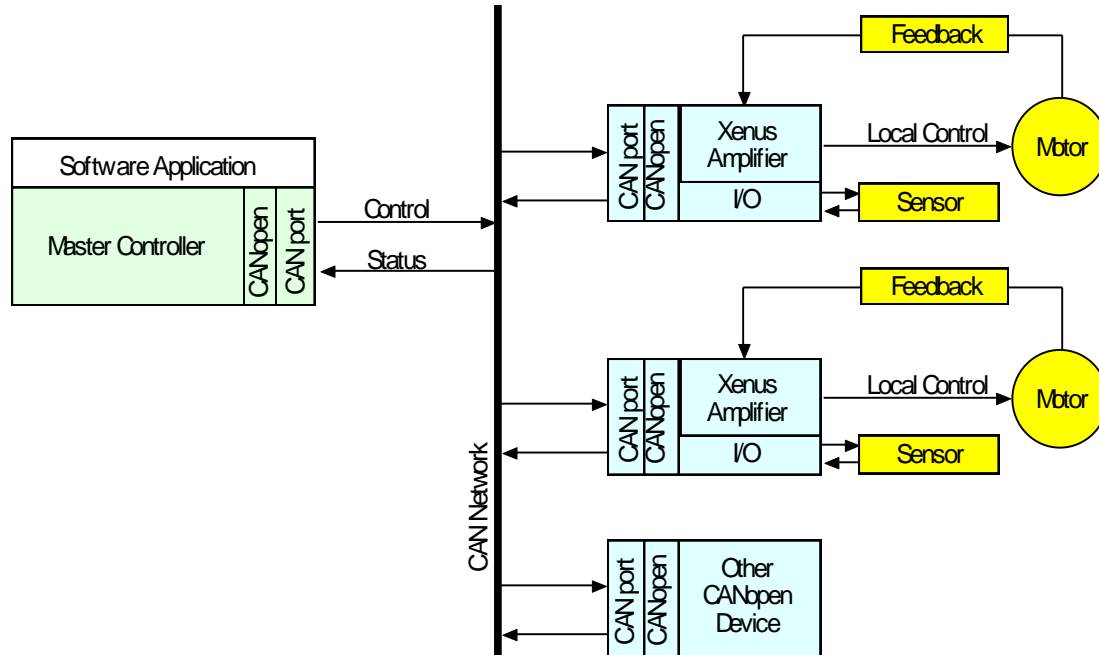 Software Application
Master Controller
CANopen
CAN port
Control
Status
CAN Network
Feedback
CAN port
CANopen
Xenus
Amplifier
I/O
Local Control
Motor
Sensor
Feedback
CAN port
CANopen
Xenus
Amplifier
I/O
Local Control
Motor
Sensor
CAN port
CANopen
Other
CANopen
Device